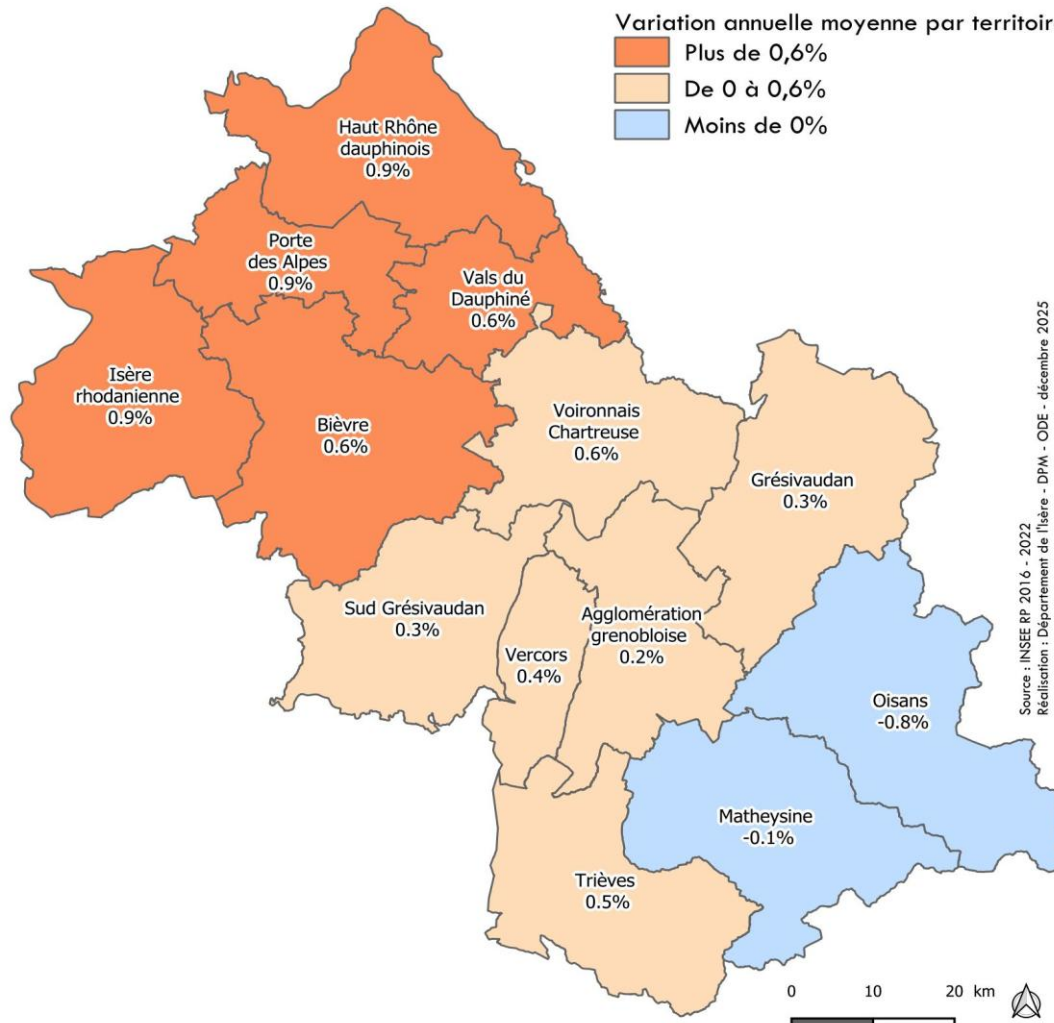 Variation annuelle moyenne par territoir
Plus de 0,6%
De 0 à 0,6%
Moins de 0%
Haut Rhône
dauphinois
0.9%
Porte
des Alpes
0.9%
Vals du
Dauphiné
0.6%
Isère
rhodanienne
0.9%
Bièvre
0.6%
Voironnais
Chartreuse
0.6%
Grésivaudan
0.3%
Sud Grésivaudan
0.3%
Vercors
0.4%
Agglomération
grenobloise
0.2%
Oisans
-0.8%
Matheysine
-0.1%
Trièves
0.5%
Source : INSEE RP 2016 - 2022
Réalisation : Département de l'Isère - DPM - ODE - décembre 2025
0 10 20 km